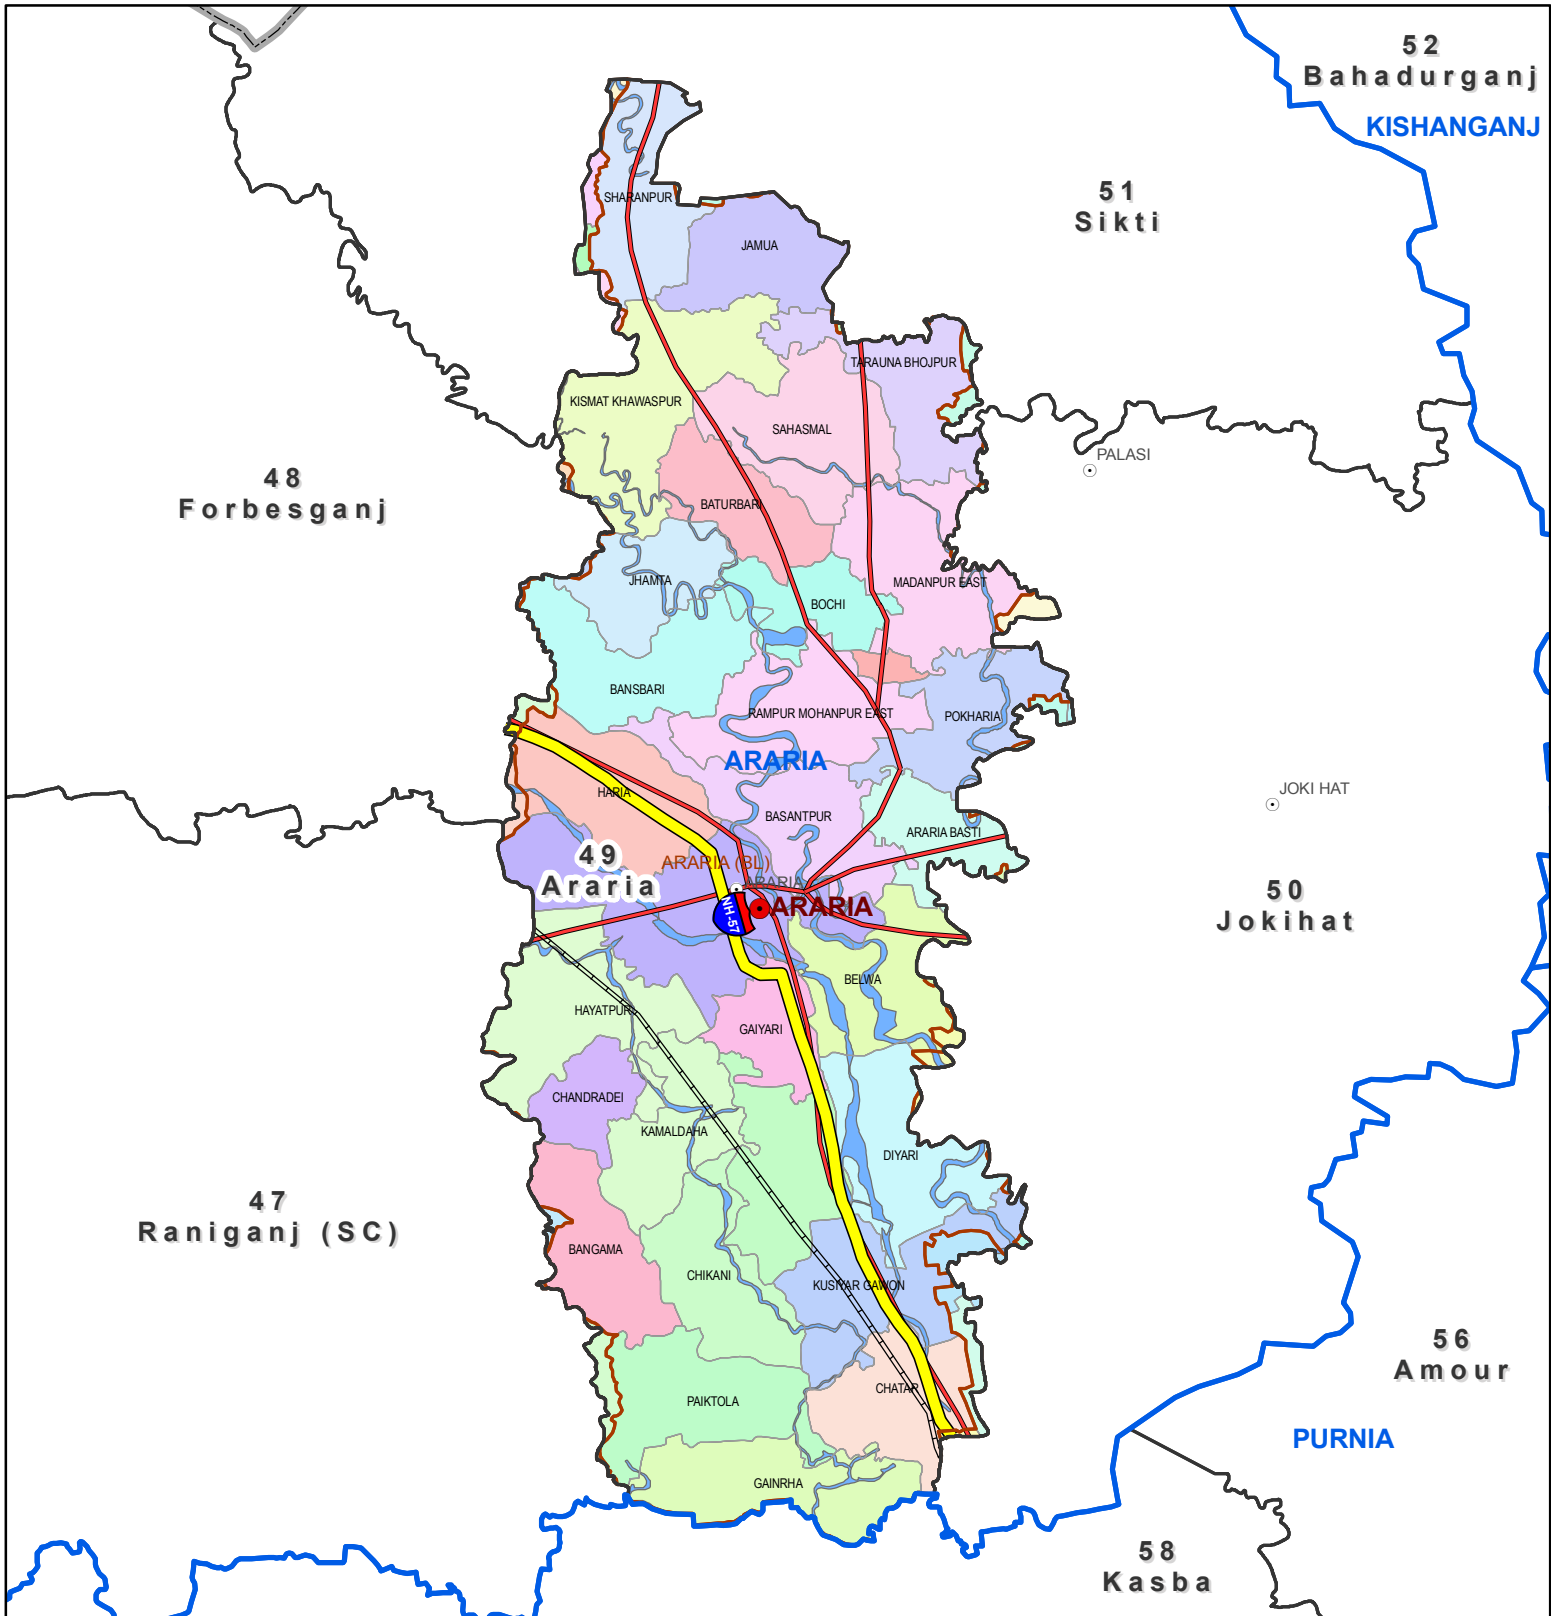 52
Bahadurganj
KISHANGANJ
51
Sikti
SHARANPUR
JAMUA
TARAUNA BHOJPUR
KISMAT KHAWASPUR
SAHASMAL
PALASI
48
Forbesganj
BATURBARI
JHAMTA
MADANPUR EAST
BOCHI
BANSBARI
RAMPUR MOHANPUR EAST
POKHARIA
ARARIA
HARIA
BASANTPUR
JOKI HAT
ARARIA BASTI
49
Araria
ARARIA (BL)
ARARIA
NH-57
ARARIA
50
Jokihat
BELWA
HAYATPUR
GAIYARI
CHANDRADEI
KAMALDAHA
DIYARI
47
Raniganj (SC)
BANGAMA
CHIKANI
KUSIYAR GAWON
56
Amour
CHATAR
PAIKTOLA
PURNIA
GAINRHA
58
Kasba